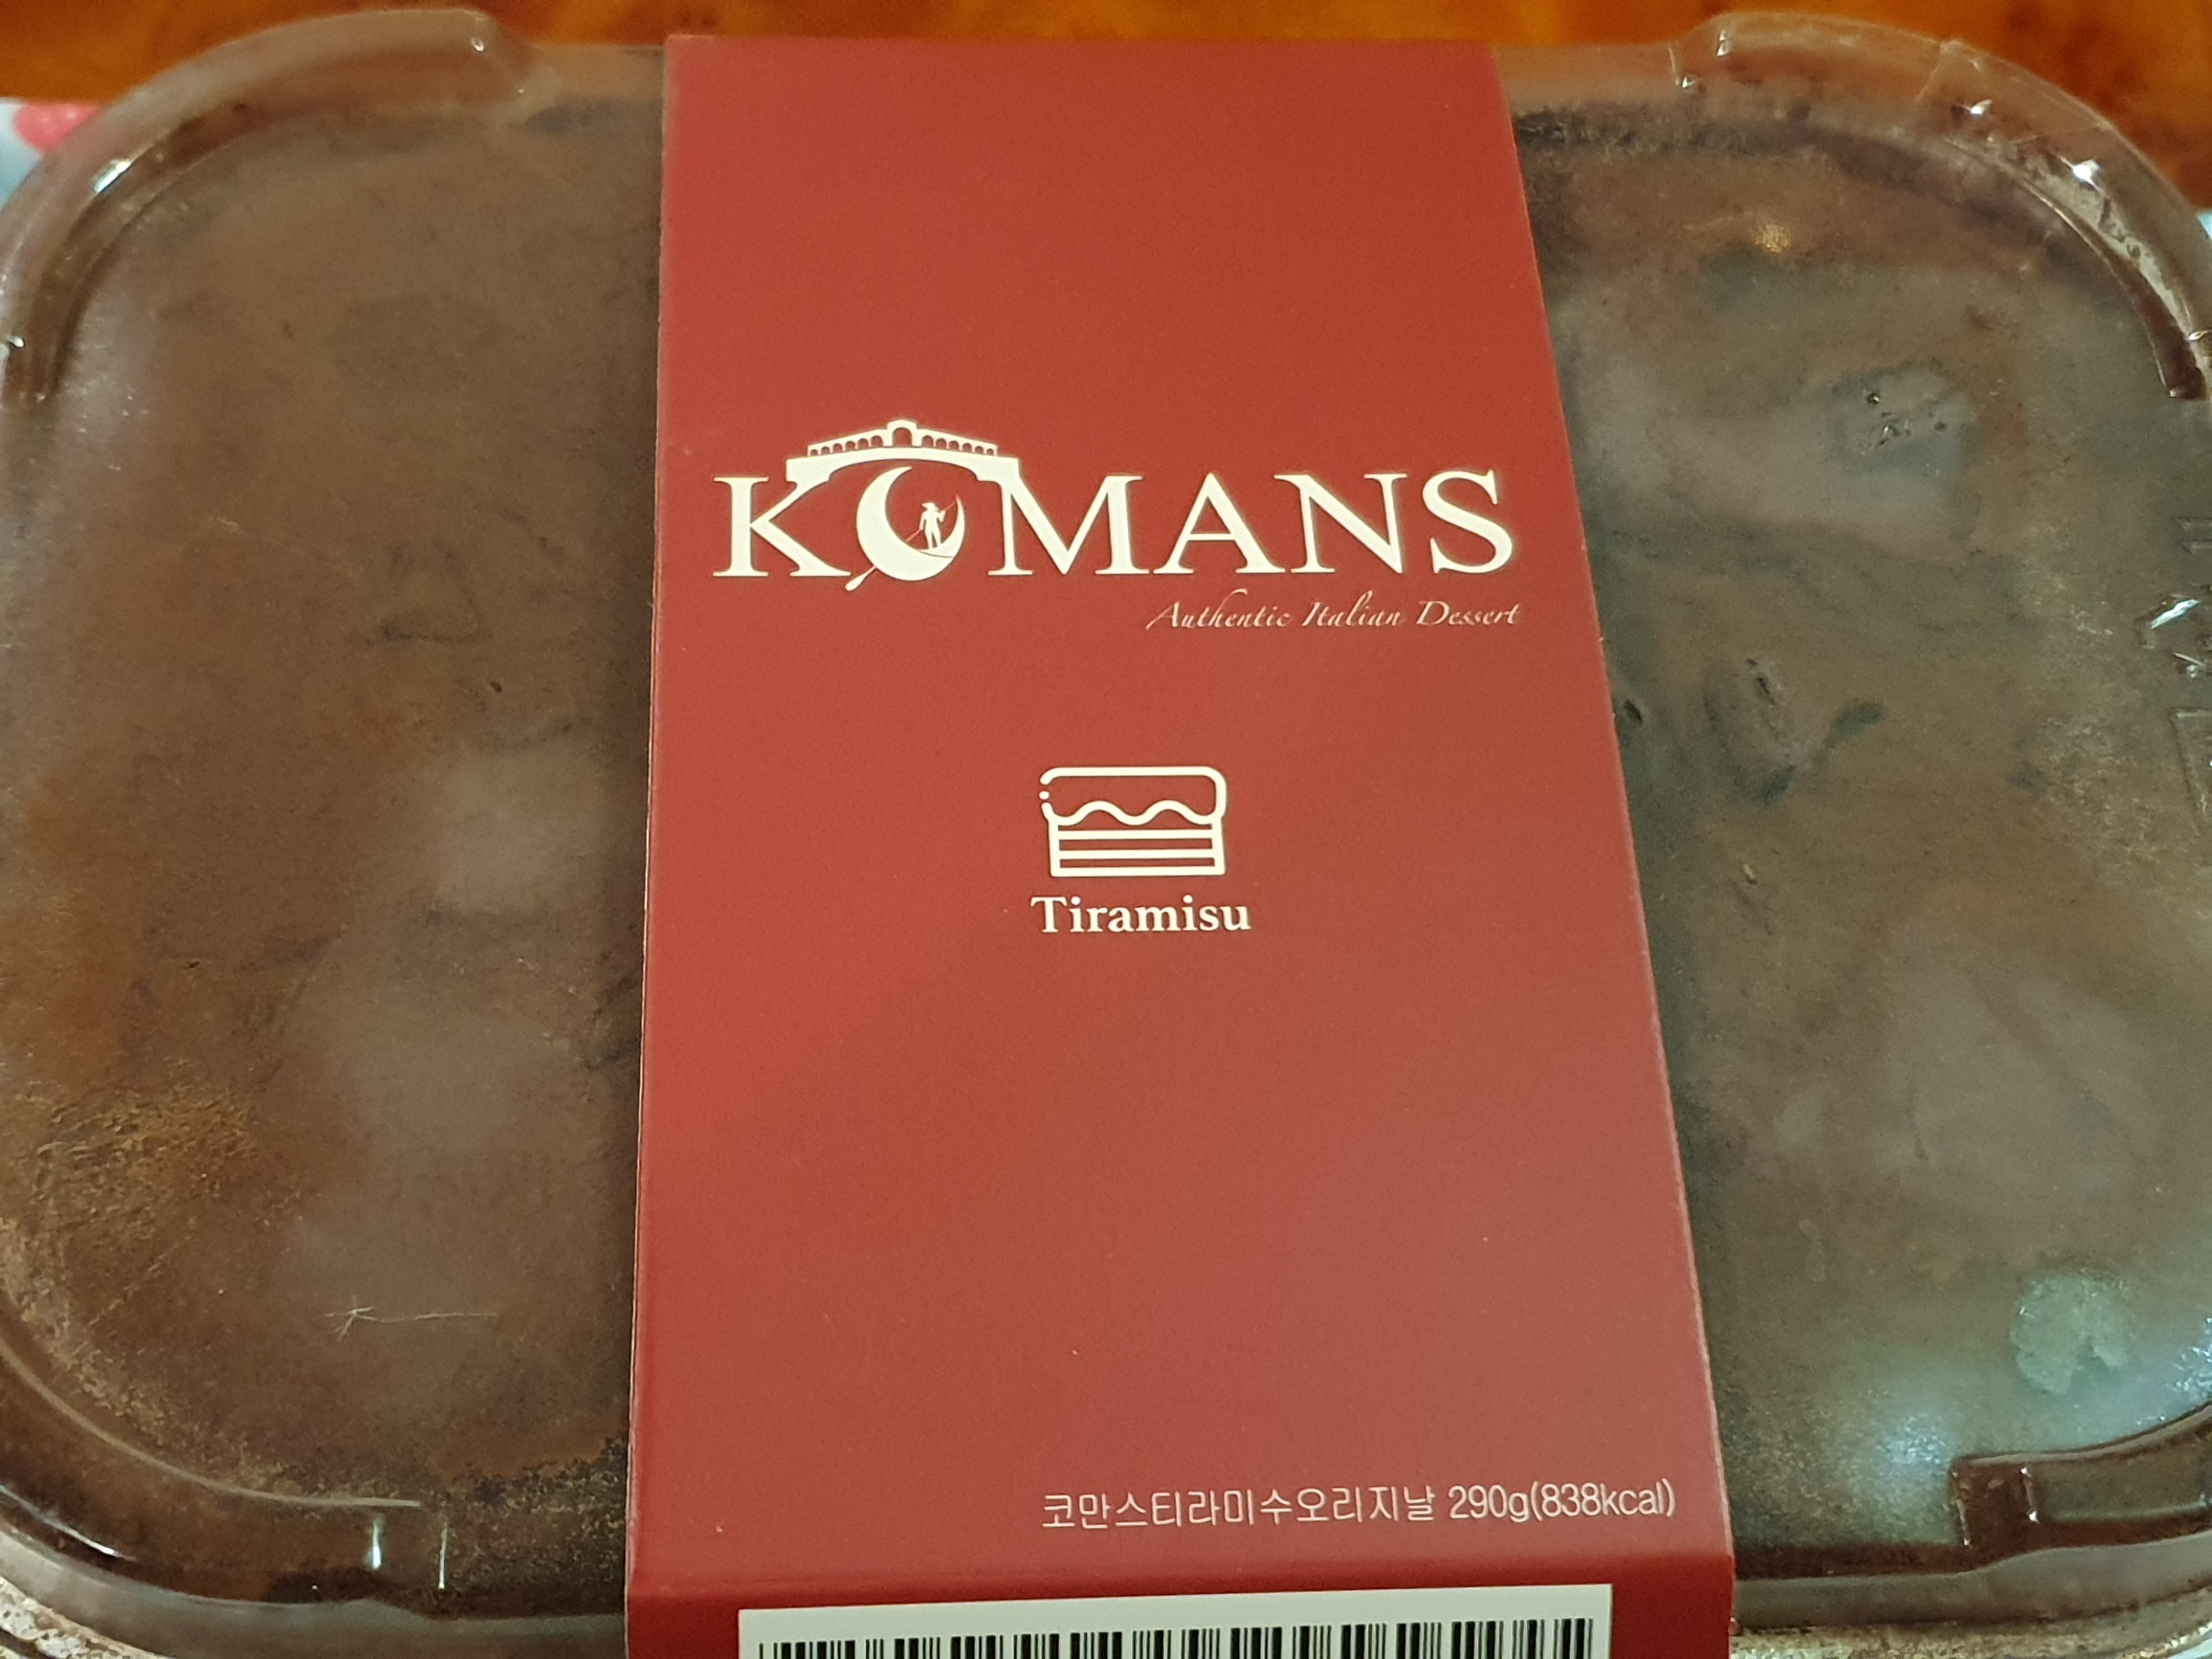 KOMANS
Authentic Italian Dessert
Tiramisu
코만스티라미수오리지날 290g(838kcal)